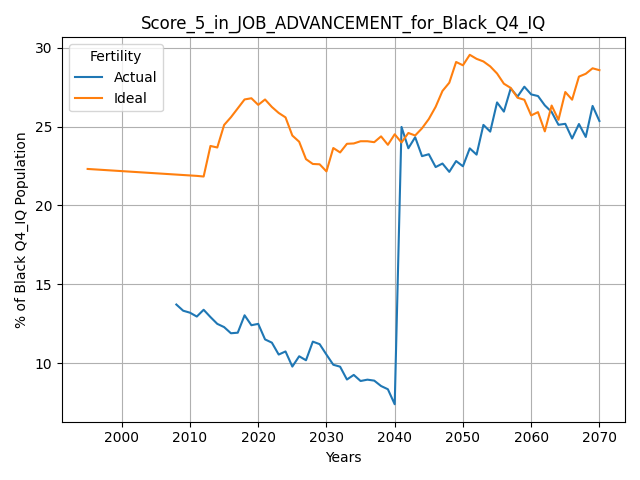 Score_5_in_JOB_ADVANCEMENT_for_Black_Q4_IQ
Fertility
Actual
Ideal
% of Black Q4_IQ Population
30
25
20
15
10
2000 2010 2020 2030 2040 2050 2060 2070
Years